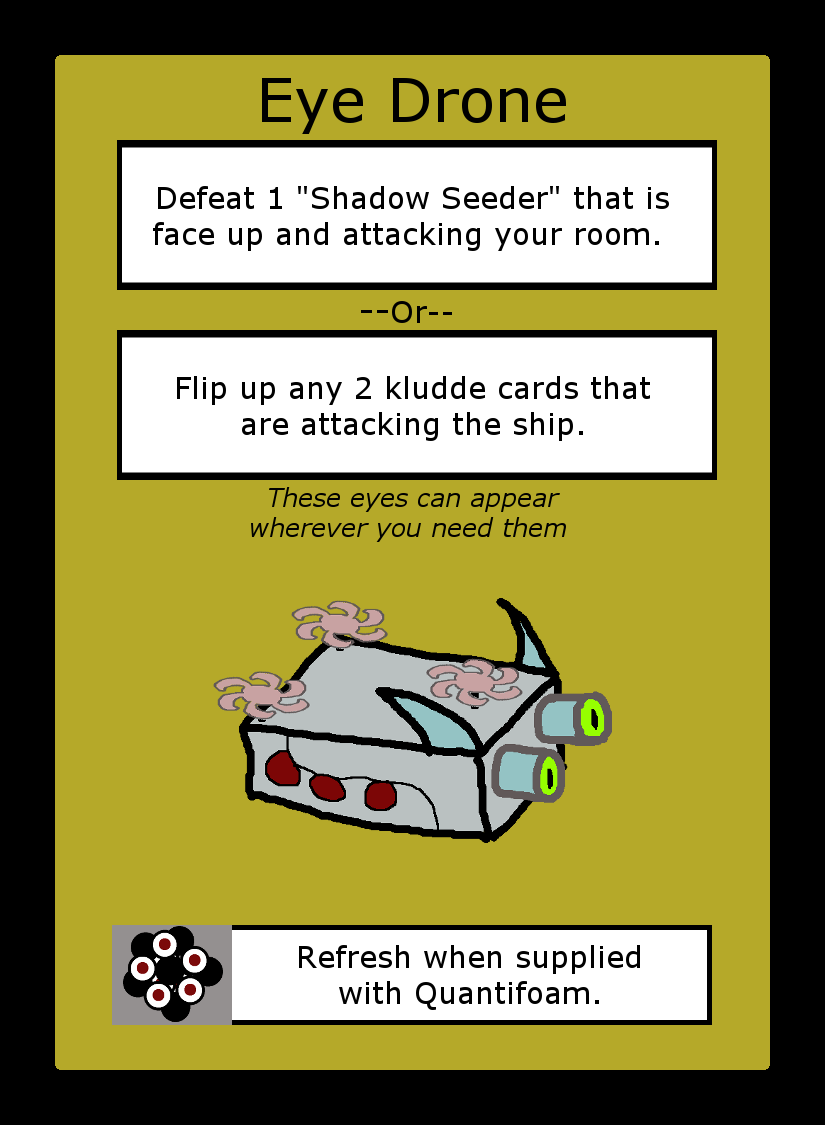 Eye Drone
Defeat 1 "Shadow Seeder" that is
face up and attacking your room.
--Or--
Flip up any 2 kludde cards that
are attacking the ship.
These eyes can appear
wherever you need them
Refresh when supplied
with Quantifoam.